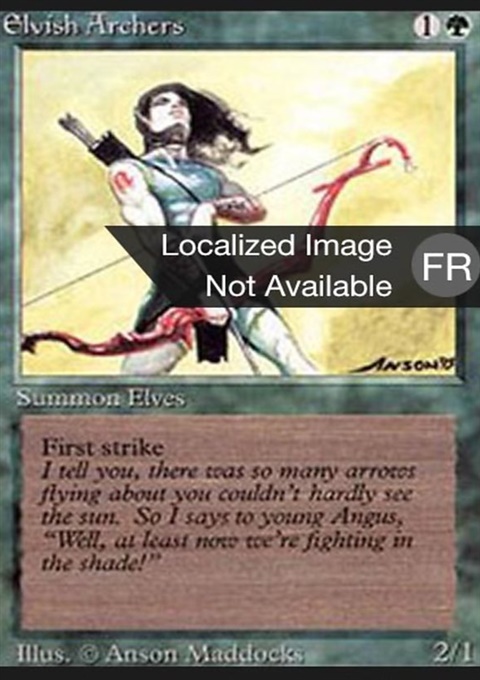 Elvish Archers 1
Localized Image
Not Available
FR
ANSON
Summon Elves
First strike
I tell you, there was so many arrows
flying about you couldn't hardly see
the sun. So I says to young Angus,
"Well, at least now we're fighting in
the shade!"
Illus. © Anson Maddocks 2/1